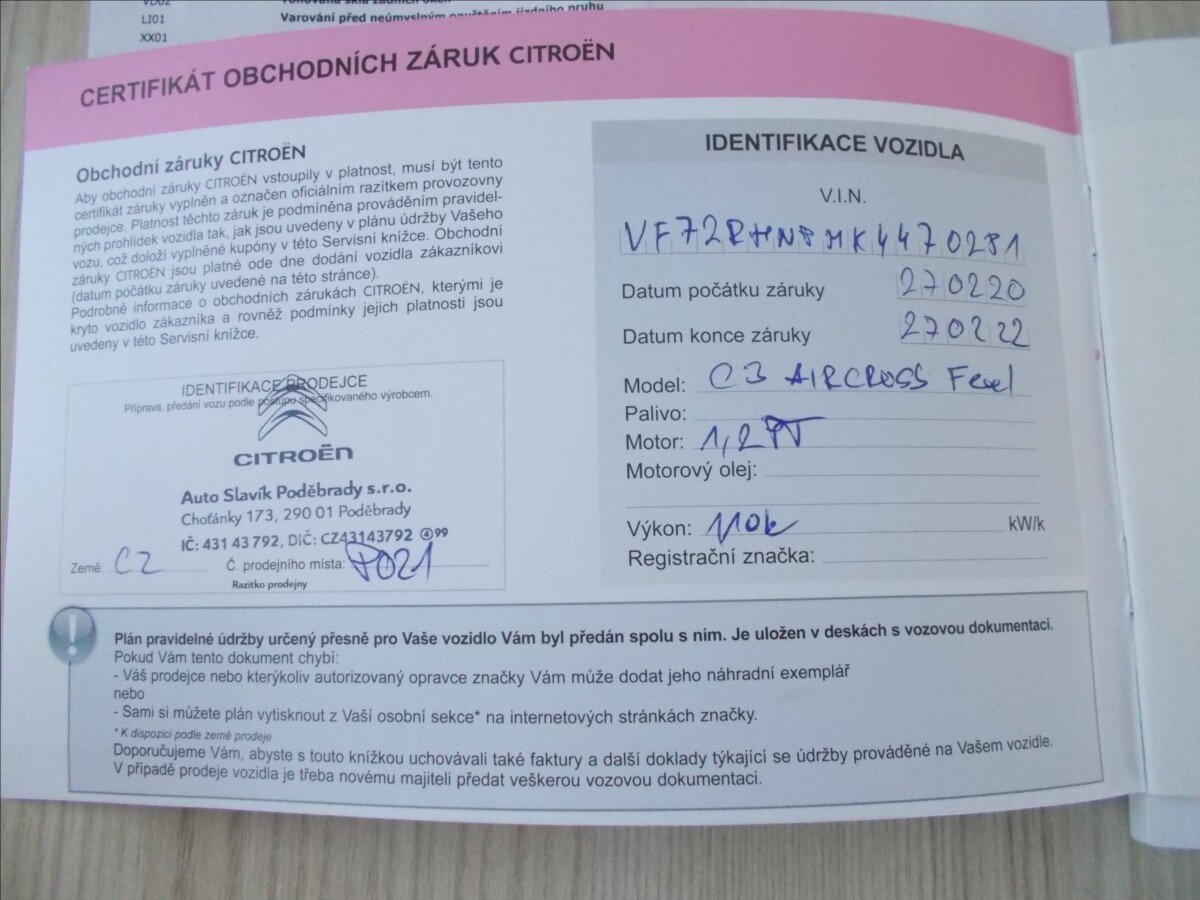 LI01 Varování před neúmyslným opuštěním jízdního pruhu
XX01
CERTIFIKÁT OBCHODNÍCH ZÁRUK CITROËN
Obchodní záruky CITROËN
Aby obchodní záruky CITROËN vstoupily v platnost, musí být tento
certifikát záruky vyplněn a označen oficiálním razítkem provozovny
prodejce. Platnost těchto záruk je podmíněna prováděním pravidel-
ných prohlídek vozidla tak, jak jsou uvedeny v plánu údržby Vašeho
vozu, což doloží vyplněné kupóny v této Servisní knížce. Obchodní
záruky CITROËN jsou platné ode dne dodání vozidla zákazníkovi
(datum počátku záruky uvedené na této stránce).
Podrobné informace o obchodních zárukách CITROËN, kterými je
kryto vozidlo zákazníka a rovněž podmínky jejich platnosti jsou
uvedeny v této Servisní knížce.
IDENTIFIKACE PRODEJCE
Příprava, předání vozu podle postupu specifikovaného výrobcem.
CITROËN
Auto Slavík Poděbrady s.r.o.
Choťánky 173, 290 01 Poděbrady
IČ: 431 43 792, DIČ: CZ43143792 ④99
Země: CZ Č. prodejního místa: P021
Razítko prodejny
IDENTIFIKACE VOZIDLA
V.I.N.
VF72RHNPMK4470281
Datum počátku záruky 270220
Datum konce záruky 270222
Model: C3 AIRCROSS Feel
Palivo:
Motor: 1,2 PT
Motorový olej:
Výkon: 110k kW/k
Registrační značka:
Plán pravidelné údržby určený přesně pro Vaše vozidlo Vám byl předán spolu s ním. Je uložen v deskách s vozovou dokumentací.
Pokud Vám tento dokument chybí:
- Váš prodejce nebo kterýkoliv autorizovaný opravce značky Vám může dodat jeho náhradní exemplář
nebo
- Sami si můžete plán vytisknout z Vaší osobní sekce* na internetových stránkách značky.
* K dispozici podle země prodeje
Doporučujeme Vám, abyste s touto knížkou uchovávali také faktury a další doklady týkající se údržby prováděné na Vašem vozidle.
V případě prodeje vozidla je třeba novému majiteli předat veškerou vozovou dokumentaci.